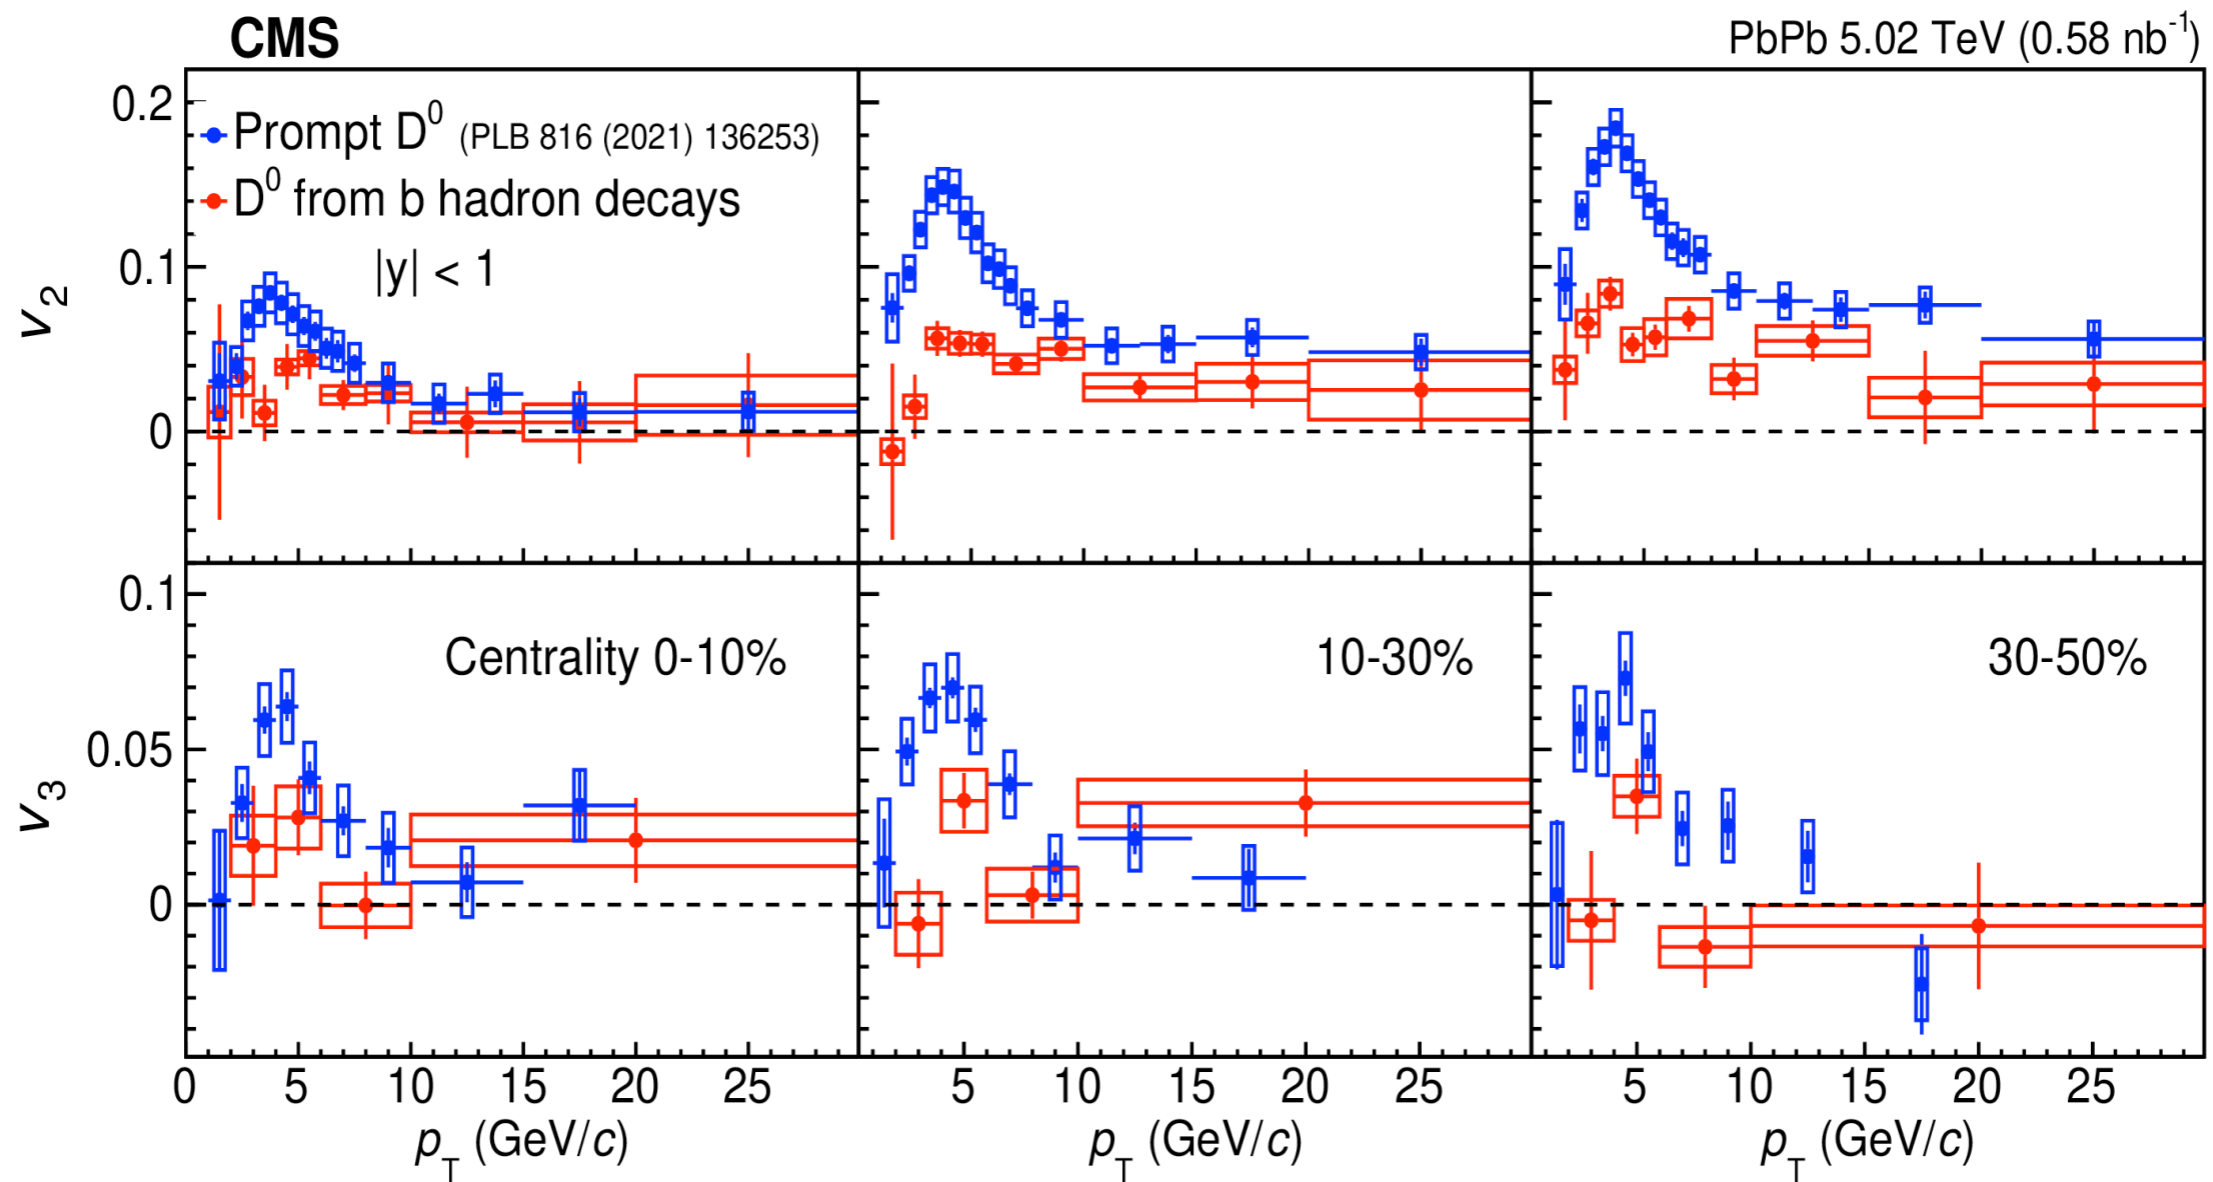 CMS
PbPb 5.02 TeV (0.58 nb⁻¹)
0.2
0.1
0
v₂
Prompt D⁰ (PLB 816 (2021) 136253)
D⁰ from b hadron decays
|y| < 1
0.1
0.05
0
v₃
Centrality 0-10%
10-30%
30-50%
0 5 10 15 20 25
5 10 15 20 25
5 10 15 20 25
p_T (GeV/c)
p_T (GeV/c)
p_T (GeV/c)